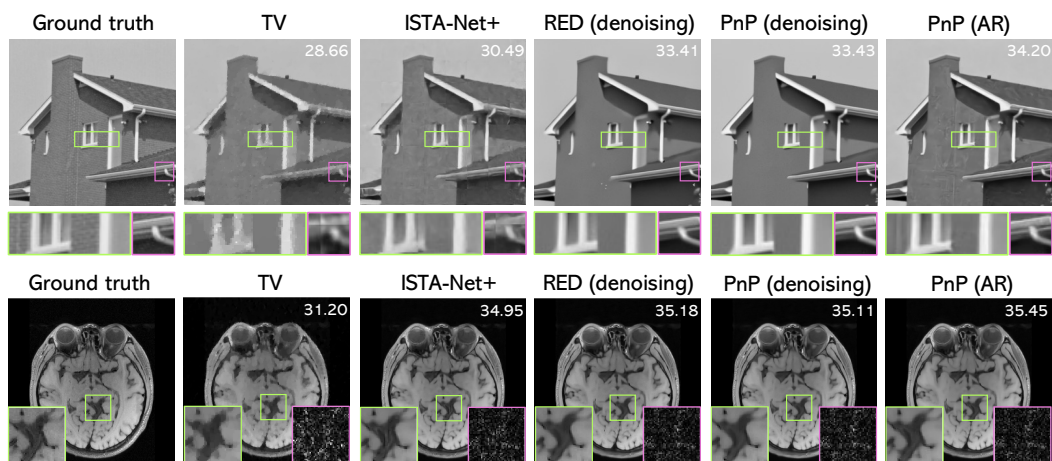 Ground truth TV ISTA-Net+ RED (denoising) PnP (denoising) PnP (AR)
28.66 30.49 33.41 33.43 34.20
Ground truth TV ISTA-Net+ RED (denoising) PnP (denoising) PnP (AR)
31.20 34.95 35.18 35.11 35.45